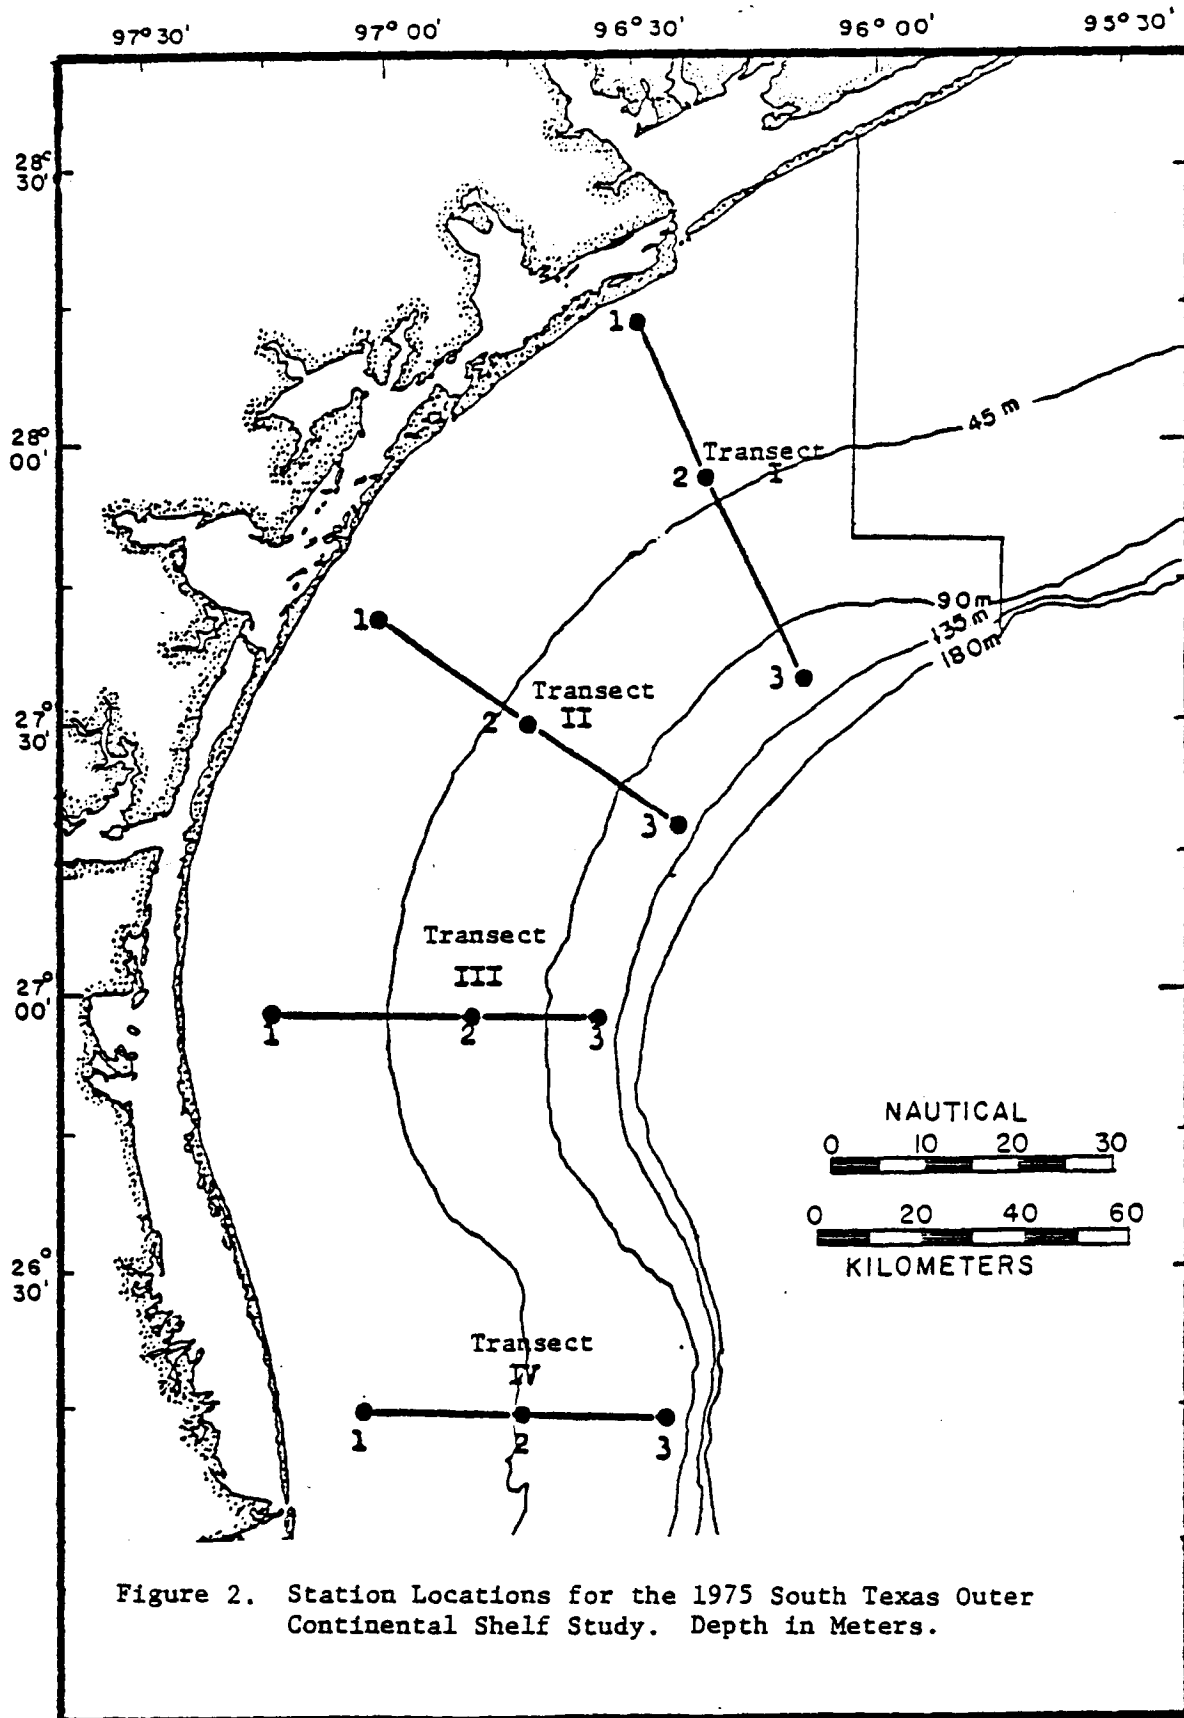 97°30' 97°00' 96°30' 96°00' 95°30'
28°
30'
1
45 m
28°
00'
Transect
2 I
90m
1
135 m
180m
3
Transect
27°
30'
2 II
3
Transect
III
27°
00'
1 2 3
NAUTICAL
0 10 20 30
0 20 40 60
KILOMETERS
26°
30'
Transect
IV
1 2 3
Figure 2. Station Locations for the 1975 South Texas Outer
Continental Shelf Study. Depth in Meters.